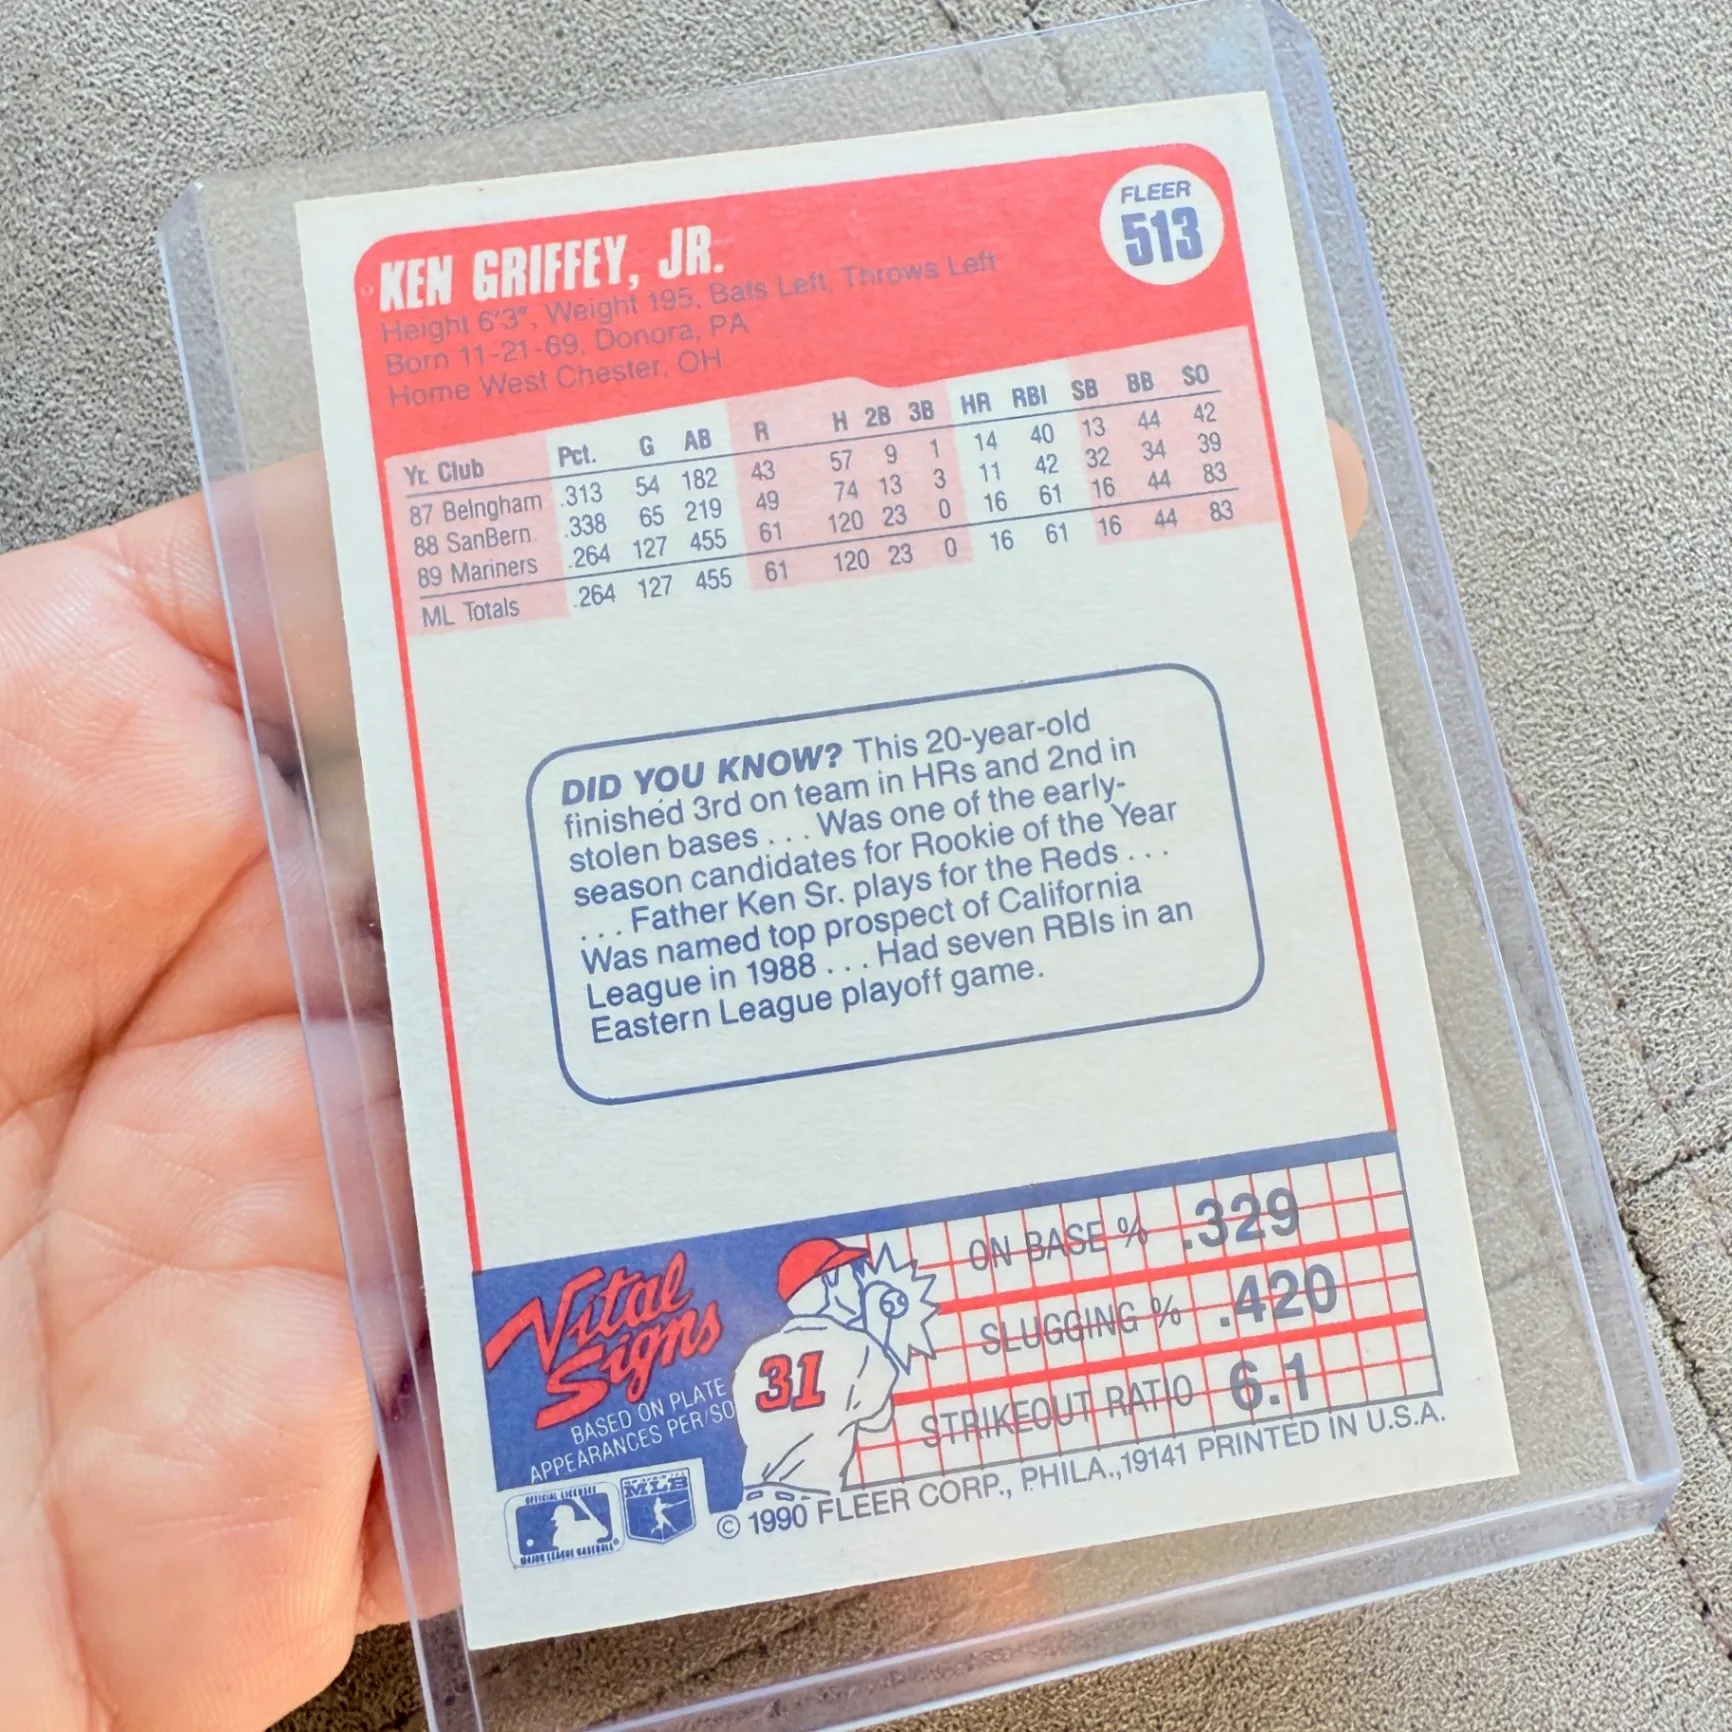 FLEER
513
KEN GRIFFEY, JR.
Height 6'3", Weight 195, Bats Left, Throws Left
Born 11-21-69, Donora, PA
Home West Chester, OH
Yr. Club Pct. G AB R H 2B 3B HR RBI SB BB SO
87 Belngham .313 54 182 43 57 9 1 14 40 13 44 42
88 SanBern. .338 65 219 49 74 13 3 11 42 32 34 39
89 Mariners .264 127 455 61 120 23 0 16 61 16 44 83
ML Totals .264 127 455 61 120 23 0 16 61 16 44 83
DID YOU KNOW? This 20-year-old
finished 3rd on team in HRs and 2nd in
stolen bases . . . Was one of the early-
season candidates for Rookie of the Year
. . . Father Ken Sr. plays for the Reds . . .
Was named top prospect of California
League in 1988 . . . Had seven RBIs in an
Eastern League playoff game.
Vital
Signs
BASED ON PLATE
APPEARANCES PER/SO
31
ON BASE % .329
SLUGGING % .420
STRIKEOUT RATIO 6.1
OFFICIAL LICENSEE
MAJOR LEAGUE BASEBALL®
MLB
© 1990 FLEER CORP., PHILA., 19141 PRINTED IN U.S.A.